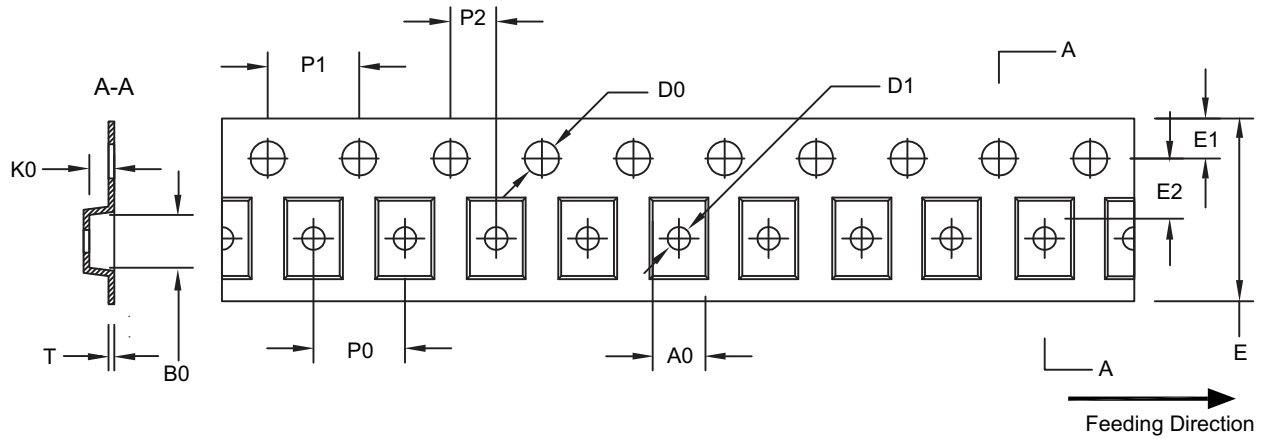 P2
P1
A
A-A
D0
D1
E1
K0
E2
T
B0
P0
A0
E
A
Feeding Direction